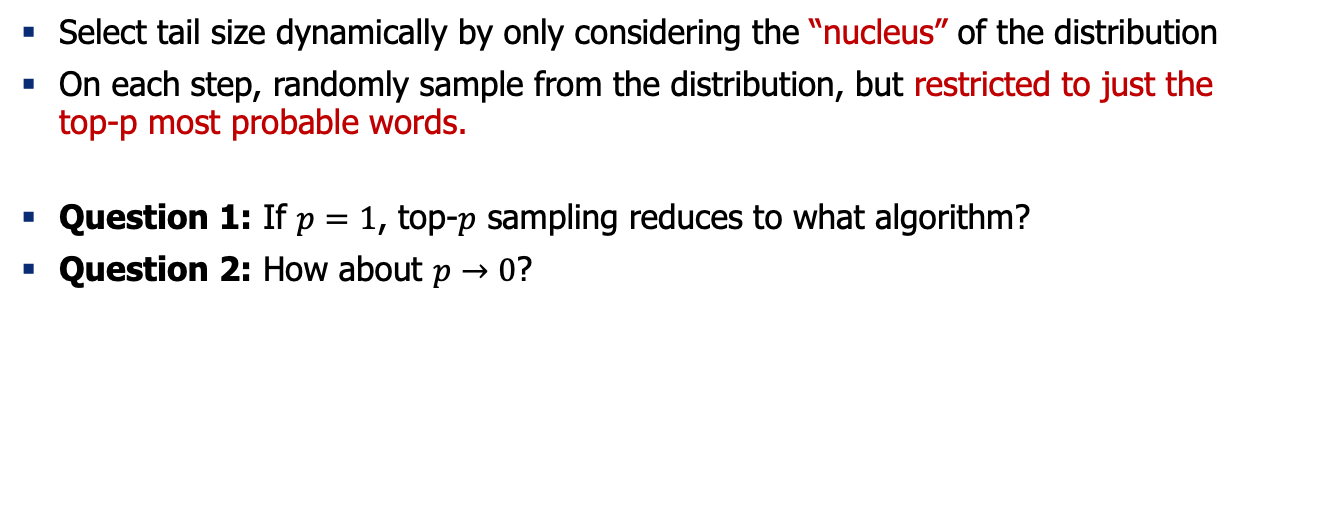 ▪ Select tail size dynamically by only considering the “nucleus” of the distribution
▪ On each step, randomly sample from the distribution, but restricted to just the
top-p most probable words.
▪ Question 1: If 𝑝 = 1, top-𝑝 sampling reduces to what algorithm?
▪ Question 2: How about 𝑝 → 0?